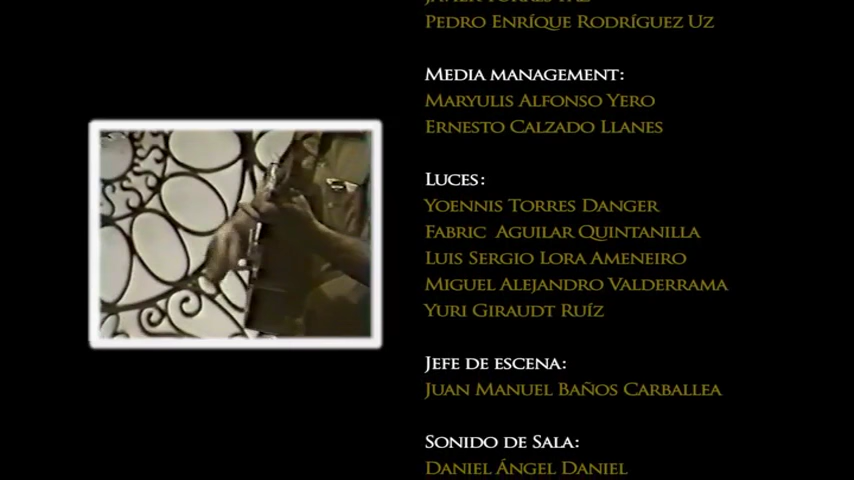 Pedro Enríque Rodríguez Uz
Media management:
Maryulis Alfonso Yero
Ernesto Calzado Llanes
Luces:
Yoennis Torres Danger
Fabric Aguilar Quintanilla
Luis Sergio Lora Ameneiro
Miguel Alejandro Valderrama
Yuri Giraudt Ruíz
Jefe de escena:
Juan Manuel Baños Carballea
Sonido de Sala:
Daniel Ángel Daniel